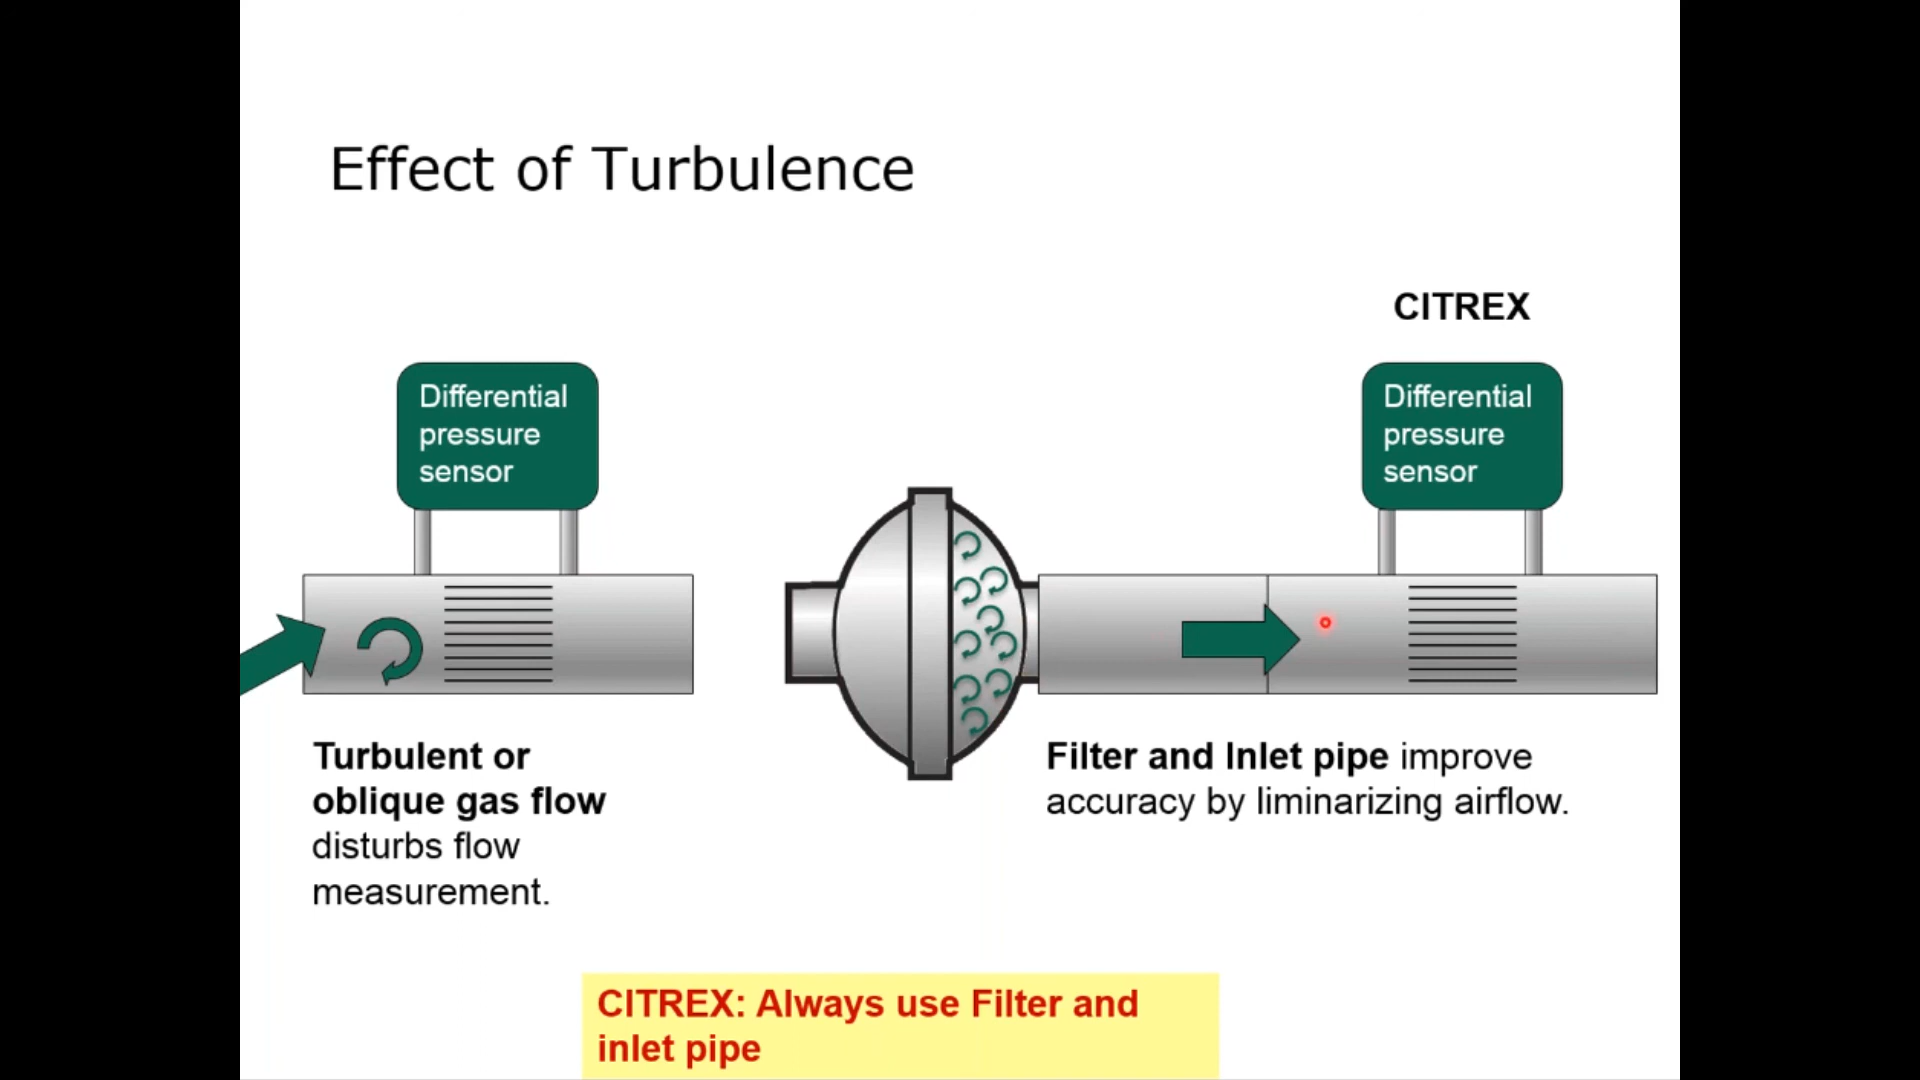 Effect of Turbulence
CITREX
Differential
pressure
sensor
Differential
pressure
sensor
Turbulent or
oblique gas flow
disturbs flow
measurement.
Filter and Inlet pipe improve
accuracy by liminarizing airflow.
CITREX: Always use Filter and
inlet pipe